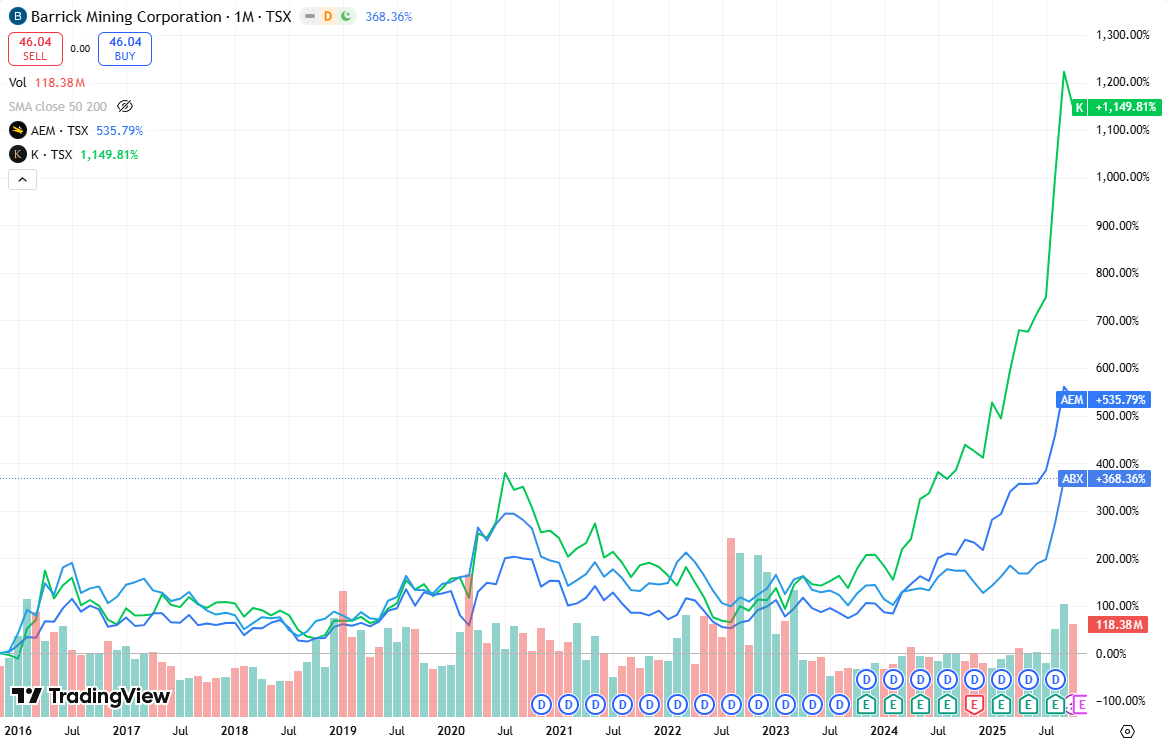 B Barrick Mining Corporation · 1M · TSX D 368.36%
46.04 SELL 0.00 46.04 BUY
Vol 118.38M
SMA close 50 200
AEM · TSX 535.79%
K K · TSX 1,149.81%
1,300.00%
1,200.00%
K +1,149.81%
1,100.00%
1,000.00%
900.00%
800.00%
700.00%
600.00%
AEM +535.79%
500.00%
ABX +368.36%
400.00%
300.00%
200.00%
100.00%
118.38M
0.00%
−100.00%
D D D D D D D D
TradingView
D D D D D D D D D D D D E E E E E E E E E
2016 Jul 2017 Jul 2018 Jul 2019 Jul 2020 Jul 2021 Jul 2022 Jul 2023 Jul 2024 Jul 2025 Jul